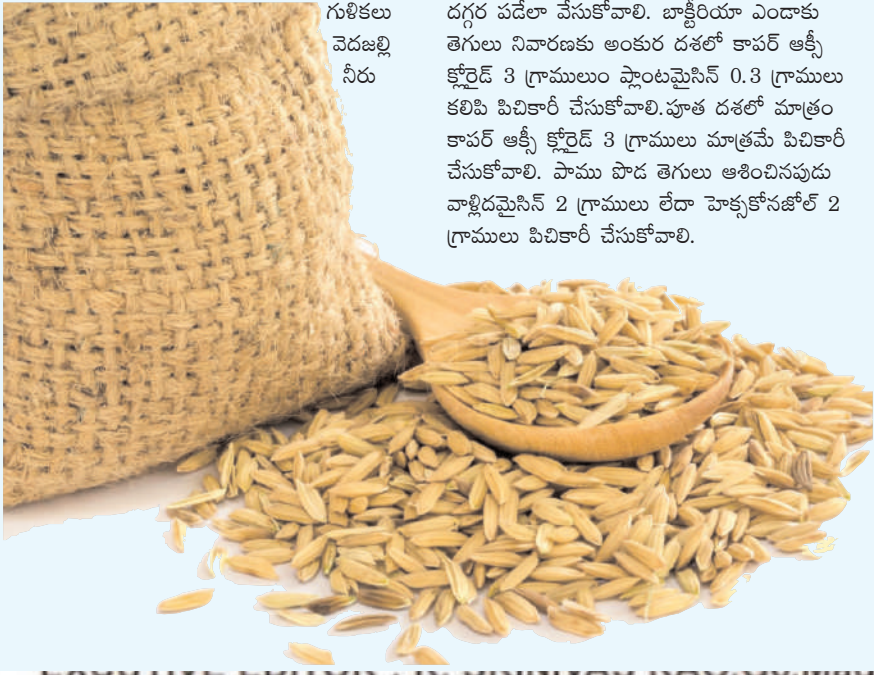 గుళికలు
వెదజల్లి
నీరు
దగ్గర పడేలా వేసుకోవాలి. బాక్టీరియా ఎండాకు
తెగులు నివారణకు అంకుర దశలో కాపర్ ఆక్సీ
క్లోరైడ్ 3 గ్రాములుం ప్లాంటమైసిన్ 0.3 గ్రాములు
కలిపి పిచికారీ చేసుకోవాలి.పూత దశలో మాత్రం
కాపర్ ఆక్సీ క్లోరైడ్ 3 గ్రాములు మాత్రమే పిచికారీ
చేసుకోవాలి. పాము పొడ తెగులు ఆశించినపుడు
వాళ్లిదమైసిన్ 2 గ్రాములు లేదా హెక్సకోనజోల్ 2
గ్రాములు పిచికారీ చేసుకోవాలి.